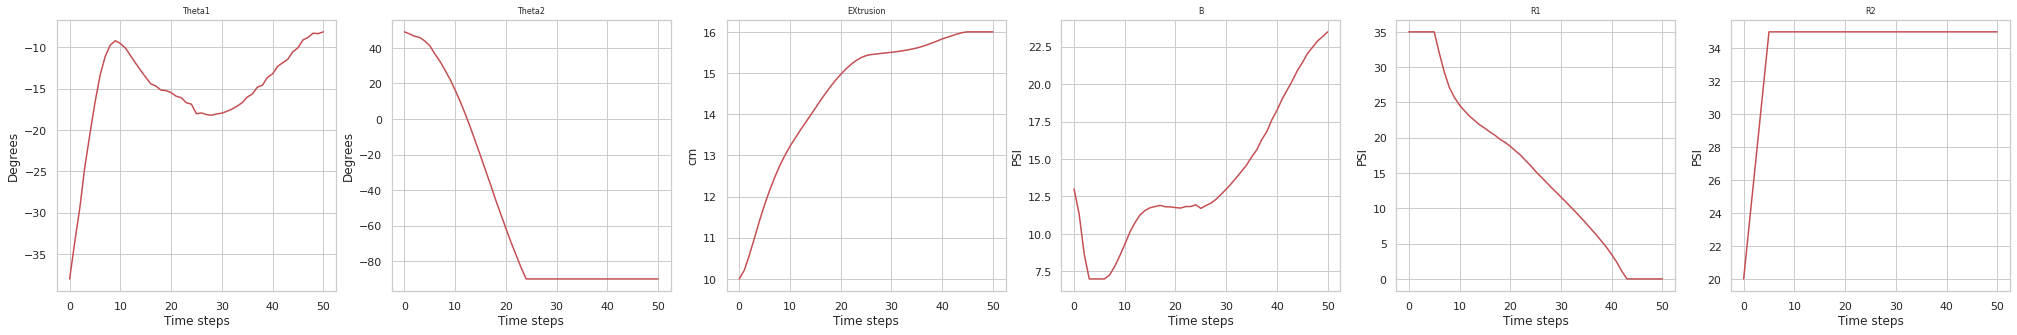 Theta1
Degrees
−10
−15
−20
−25
−30
−35
0 10 20 30 40 50
Time steps
Theta2
Degrees
40
20
0
−20
−40
−60
−80
0 10 20 30 40 50
Time steps
EXtrusion
cm
16
15
14
13
12
11
10
0 10 20 30 40 50
Time steps
B
PSI
22.5
20.0
17.5
15.0
12.5
10.0
7.5
0 10 20 30 40 50
Time steps
R1
PSI
35
30
25
20
15
10
5
0
0 10 20 30 40 50
Time steps
R2
PSI
34
32
30
28
26
24
22
20
0 10 20 30 40 50
Time steps